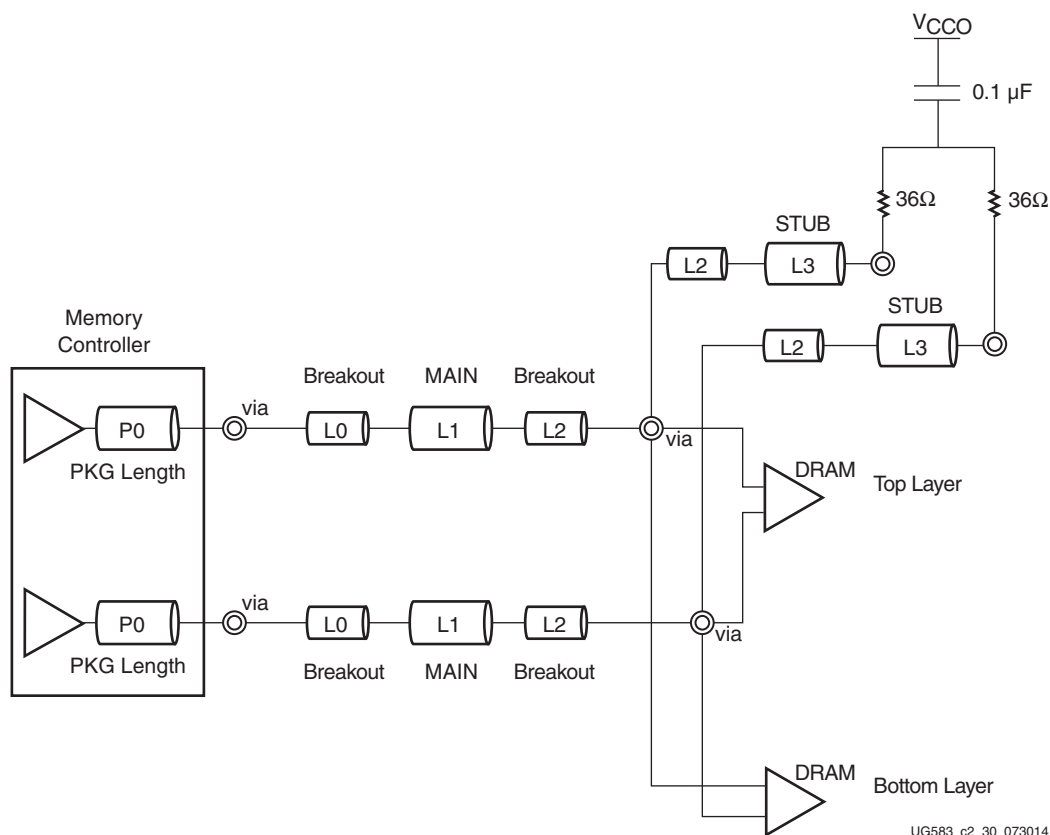 VCCO
0.1 µF
36Ω
36Ω
STUB
L2
L3
STUB
L2
L3
Memory
Controller
Breakout
MAIN
Breakout
P0
via
L0
L1
L2
via
PKG Length
DRAM
Top Layer
P0
via
L0
L1
L2
via
PKG Length
Breakout
MAIN
Breakout
DRAM
Bottom Layer
UG583_c2_30_073014